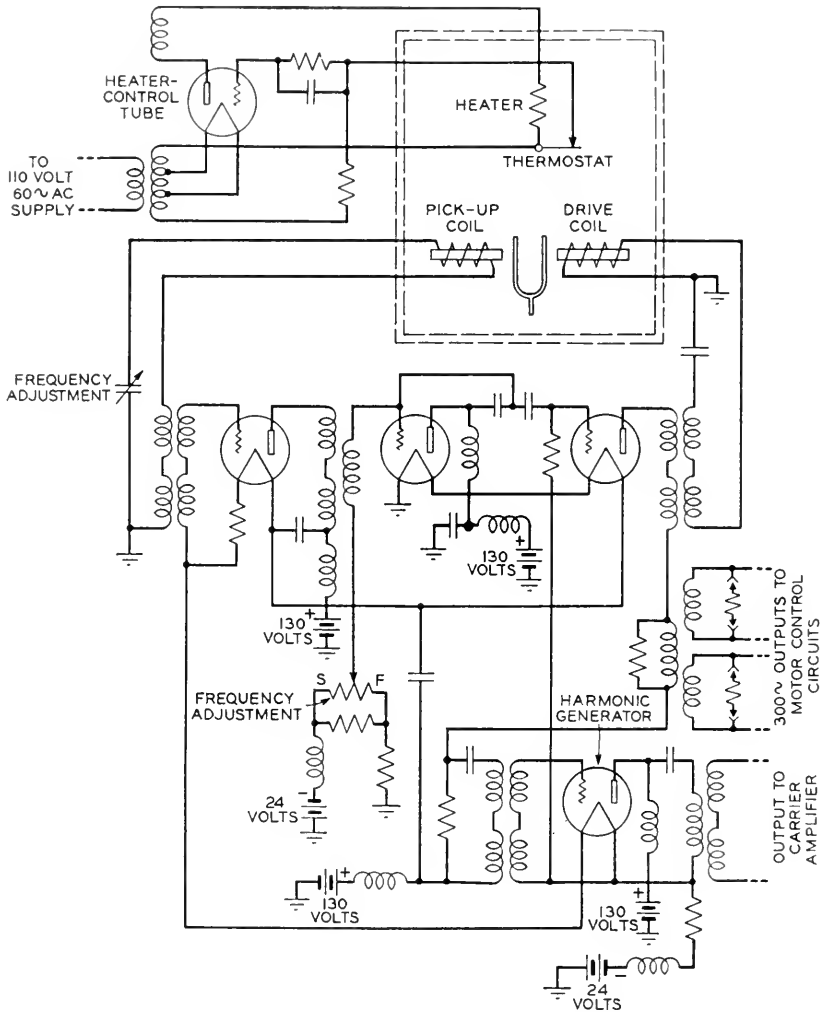 HEATER-
CONTROL
TUBE
HEATER
THERMOSTAT
TO
110 VOLT
60~ AC
SUPPLY
PICK-UP
COIL
DRIVE
COIL
FREQUENCY
ADJUSTMENT
+
130
VOLTS
+
130
VOLTS
S F
FREQUENCY
ADJUSTMENT
-
24
VOLTS
300~ OUTPUTS TO
MOTOR CONTROL
CIRCUITS
HARMONIC
GENERATOR
OUTPUT TO
CARRIER
AMPLIFIER
+
130
VOLTS
+
130
VOLTS
-
24
VOLTS